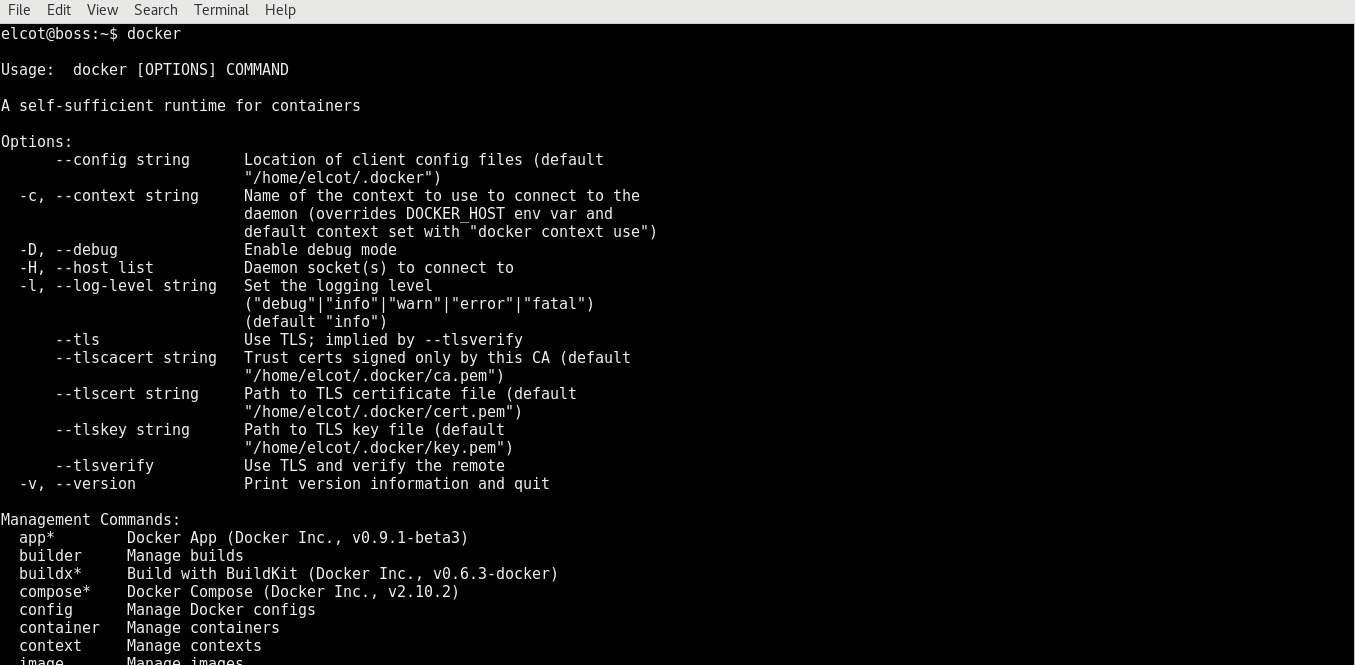 File Edit View Search Terminal Help
elcot@boss:~$ docker
Usage:  docker [OPTIONS] COMMAND
A self-sufficient runtime for containers
Options:
      --config string      Location of client config files (default
                           "/home/elcot/.docker")
  -c, --context string     Name of the context to use to connect to the
                           daemon (overrides DOCKER_HOST env var and
                           default context set with "docker context use")
  -D, --debug              Enable debug mode
  -H, --host list          Daemon socket(s) to connect to
  -l, --log-level string   Set the logging level
                           ("debug"|"info"|"warn"|"error"|"fatal")
                           (default "info")
      --tls                Use TLS; implied by --tlsverify
      --tlscacert string   Trust certs signed only by this CA (default
                           "/home/elcot/.docker/ca.pem")
      --tlscert string     Path to TLS certificate file (default
                           "/home/elcot/.docker/cert.pem")
      --tlskey string      Path to TLS key file (default
                           "/home/elcot/.docker/key.pem")
      --tlsverify          Use TLS and verify the remote
  -v, --version            Print version information and quit
Management Commands:
  app*        Docker App (Docker Inc., v0.9.1-beta3)
  builder     Manage builds
  buildx*     Build with BuildKit (Docker Inc., v0.6.3-docker)
  compose*    Docker Compose (Docker Inc., v2.10.2)
  config      Manage Docker configs
  container   Manage containers
  context     Manage contexts
  image       Manage images